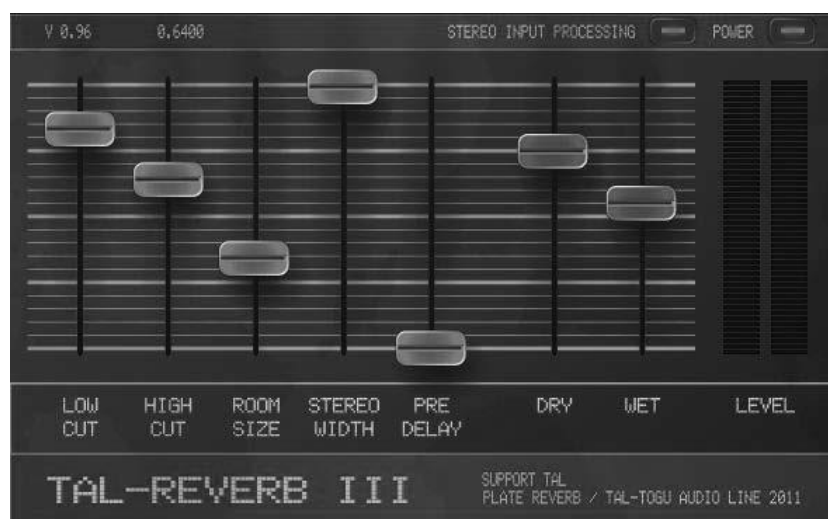 V 0.96 0.6400 STEREO INPUT PROCESSING POWER
LOW CUT HIGH CUT ROOM SIZE STEREO WIDTH PRE DELAY DRY WET LEVEL
TAL-REVERB III
SUPPORT TAL
PLATE REVERB / TAL-TOGU AUDIO LINE 2011